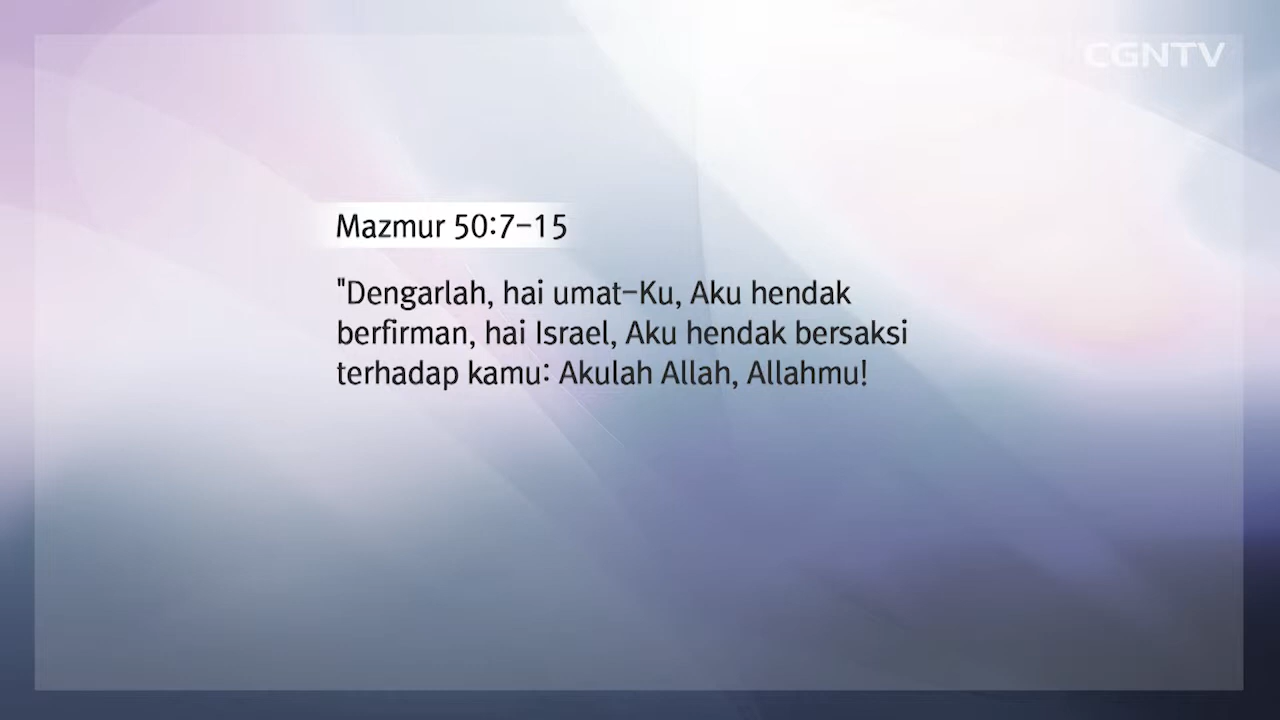 CGNTV
Mazmur 50:7-15
"Dengarlah, hai umat-Ku, Aku hendak
berfirman, hai Israel, Aku hendak bersaksi
terhadap kamu: Akulah Allah, Allahmu!